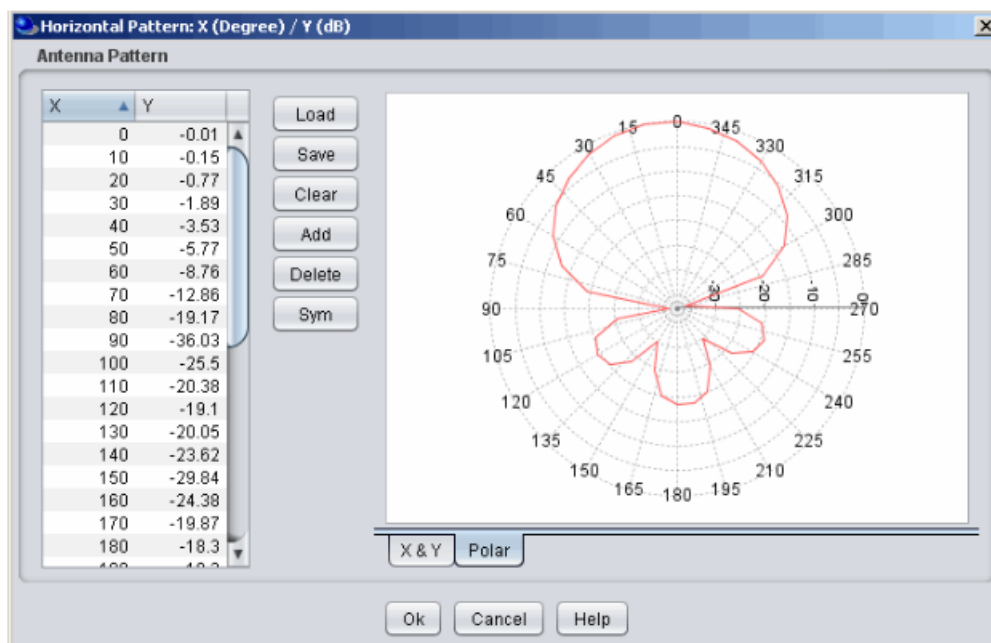 Horizontal Pattern: X (Degree) / Y (dB)
Antenna Pattern
X Y
0 -0.01
10 -0.15
20 -0.77
30 -1.89
40 -3.53
50 -5.77
60 -8.76
70 -12.86
80 -19.17
90 -36.03
100 -25.5
110 -20.38
120 -19.1
130 -20.05
140 -23.62
150 -29.84
160 -24.38
170 -19.87
180 -18.3
Load
Save
Clear
Add
Delete
Sym
0
15 345
30 330
45 315
60 300
75 285
90 -30 -20 -10 0 270
105 255
120 240
135 225
150 210
165 195
180
X & Y Polar
Ok Cancel Help